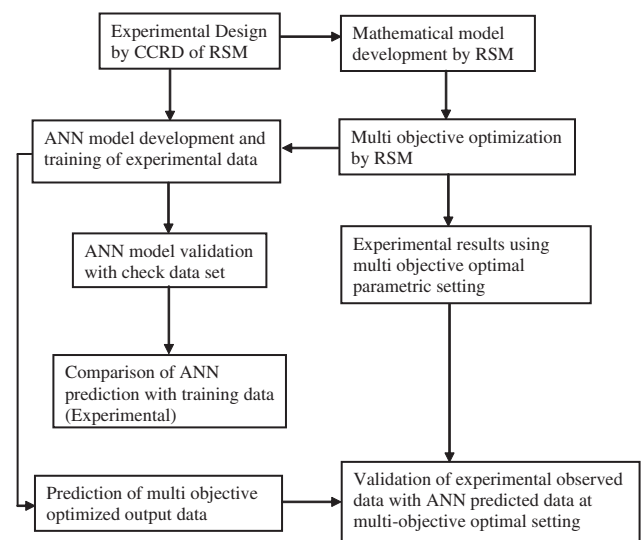 Experimental Design
by CCRD of RSM
Mathematical model
development by RSM
ANN model development and
training of experimental data
Multi objective optimization
by RSM
ANN model validation
with check data set
Experimental results using
multi objective optimal
parametric setting
Comparison of ANN
prediction with training data
(Experimental)
Prediction of multi objective
optimized output data
Validation of experimental observed
data with ANN predicted data at
multi-objective optimal setting